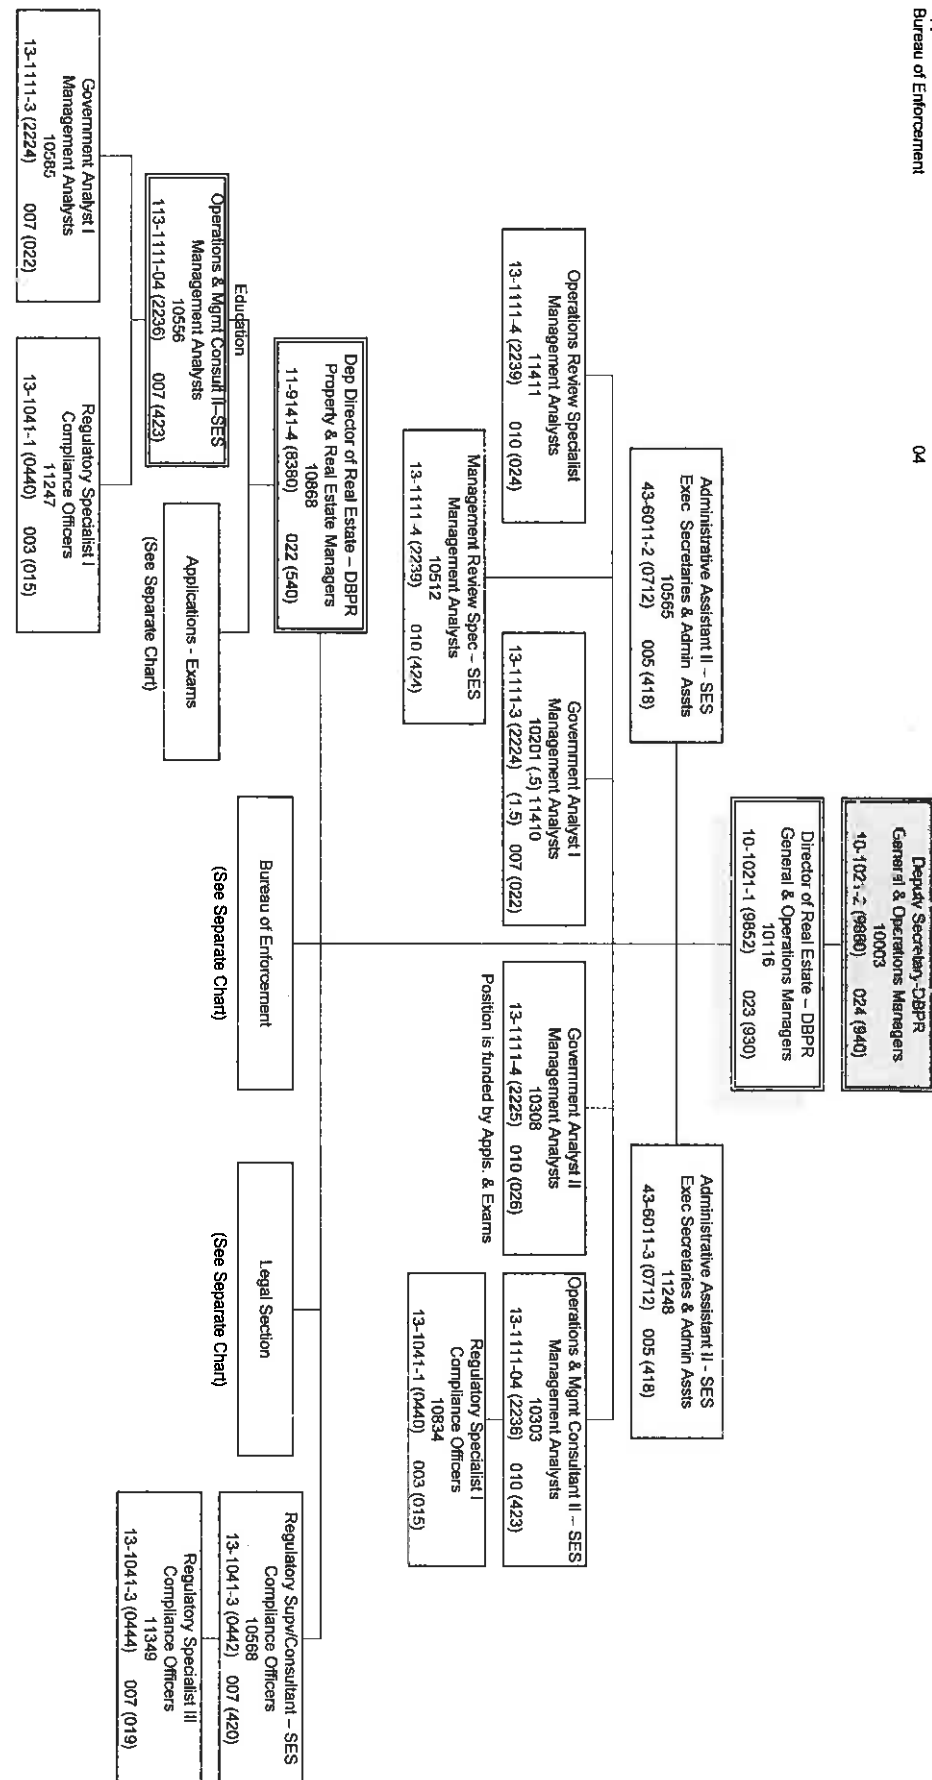 Bureau of Enforcement
04
Deputy Secretary-DBPR
General & Operations Managers
10003
10-1021-2 (9860) 024 (940)
Director of Real Estate – DBPR
General & Operations Managers
10116
10-1021-1 (9852) 023 (930)
Administrative Assistant II – SES
Exec Secretaries & Admin Assts
10565
43-6011-2 (0712) 005 (418)
Administrative Assistant II - SES
Exec Secretaries & Admin Assts
11248
43-6011-3 (0712) 005 (418)
Operations Review Specialist
Management Analysts
11411
13-1111-4 (2239) 010 (024)
Government Analyst I
Management Analysts
10201 (.5) 11410
13-1111-3 (2224) (1.5) 007 (022)
Government Analyst II
Management Analysts
10308
13-1111-4 (2225) 010 (026)
Position is funded by Appls. & Exams
Operations & Mgmt Consultant II – SES
Management Analysts
10303
13-1111-04 (2236) 010 (423)
Management Review Spec – SES
Management Analysts
10512
13-1111-4 (2239) 010 (424)
Regulatory Specialist I
Compliance Officers
10834
13-1041-1 (0440) 003 (015)
Dep Director of Real Estate – DBPR
Property & Real Estate Managers
10868
11-9141-4 (8380) 022 (540)
Bureau of Enforcement
(See Separate Chart)
Legal Section
(See Separate Chart)
Regulatory Supv/Consultant – SES
Compliance Officers
10568
13-1041-3 (0442) 007 (420)
Regulatory Specialist III
Compliance Officers
11349
13-1041-3 (0444) 007 (019)
Education
Operations & Mgmt Consult II–SES
Management Analysts
10556
113-1111-04 (2236) 007 (423)
Applications - Exams
(See Separate Chart)
Government Analyst I
Management Analysts
10585
13-1111-3 (2224) 007 (022)
Regulatory Specialist I
Compliance Officers
11247
13-1041-1 (0440) 003 (015)